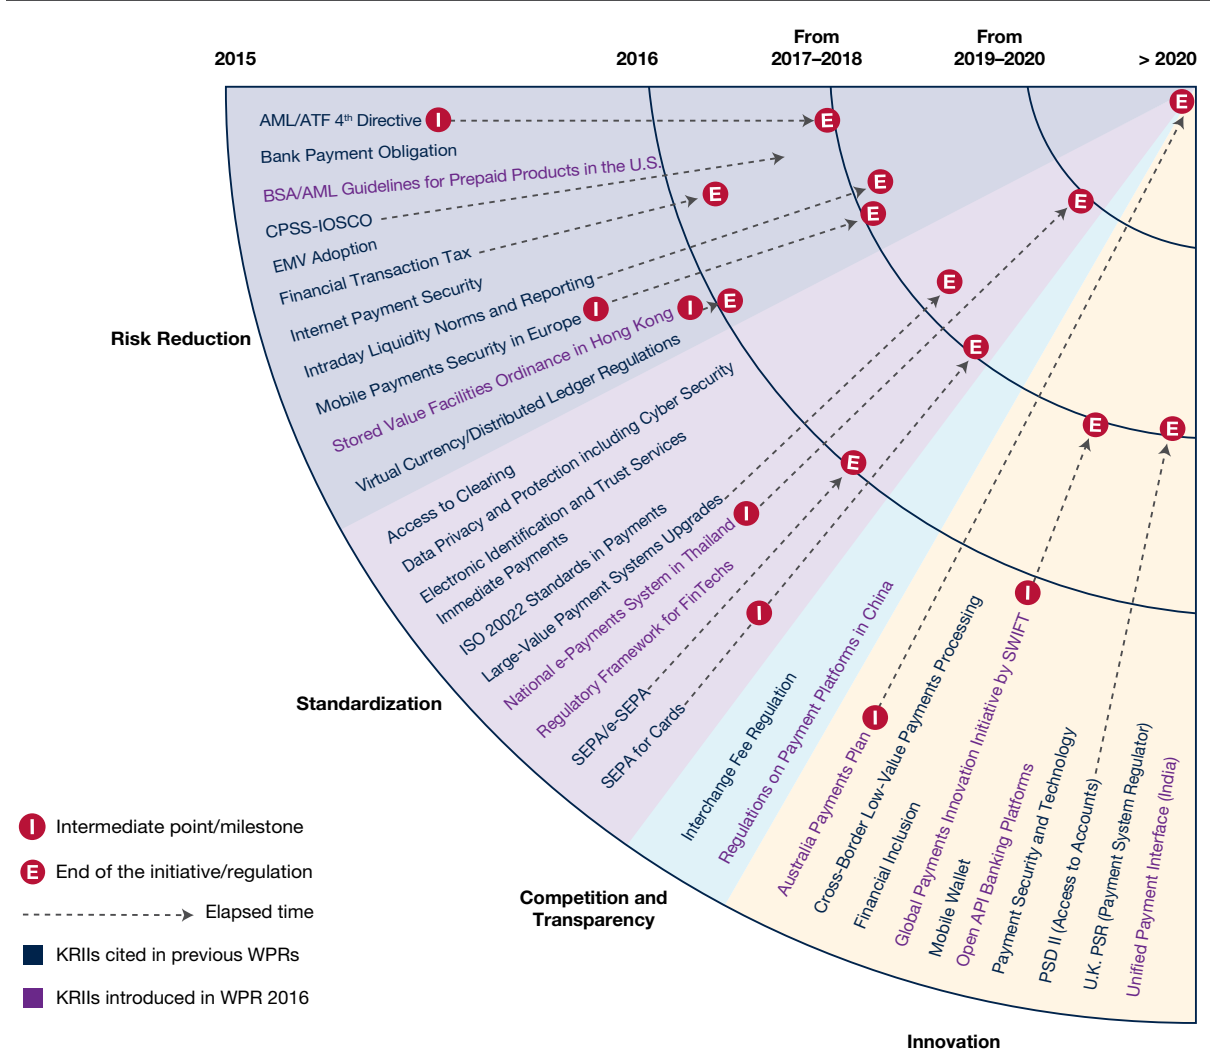 From
From
2015
2016
2017–2018
2019–2020
> 2020
AML/ATF 4th Directive
I
E
E
Bank Payment Obligation
BSA/AML Guidelines for Prepaid Products in the U.S.
E
CPSS-IOSCO
EMV Adoption
Financial Transaction Tax
E
Internet Payment Security
Intraday Liquidity Norms and Reporting
E
Mobile Payments Security in Europe
I
E
Stored Value Facilities Ordinance in Hong Kong
I
E
Virtual Currency/Distributed Ledger Regulations
Risk Reduction
Access to Clearing
Data Privacy and Protection including Cyber Security
Electronic Identification and Trust Services
Immediate Payments
ISO 20022 Standards in Payments
Large-Value Payment Systems Upgrades
E
National e-Payments System in Thailand
I
E
Regulatory Framework for FinTechs
SEPA/e-SEPA
E
SEPA for Cards
I
Standardization
Interchange Fee Regulation
Regulations on Payment Platforms in China
Competition and
Transparency
Australia Payments Plan
I
Cross-Border Low-Value Payments Processing
Financial Inclusion
Global Payments Innovation Initiative by SWIFT
I
E
Mobile Wallet
Open API Banking Platforms
Payment Security and Technology
PSD II (Access to Accounts)
E
U.K. PSR (Payment System Regulator)
Unified Payment Interface (India)
Innovation
I
Intermediate point/milestone
E
End of the initiative/regulation
Elapsed time
KRIIs cited in previous WPRs
KRIIs introduced in WPR 2016